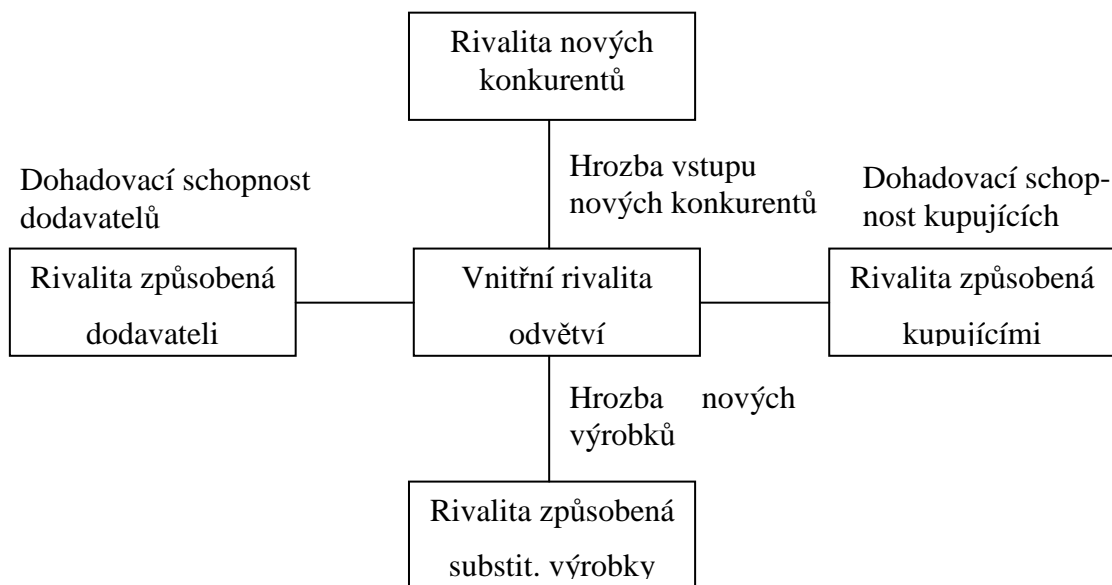 Rivalita nových
konkurentů
Hrozba vstupu
nových konkurentů
Dohadovací schopnost
dodavatelů
Dohadovací schop-
nost kupujících
Rivalita způsobená
dodavateli
Vnitřní rivalita
odvětví
Rivalita způsobená
kupujícími
Hrozba nových
výrobků
Rivalita způsobená
substit. výrobky